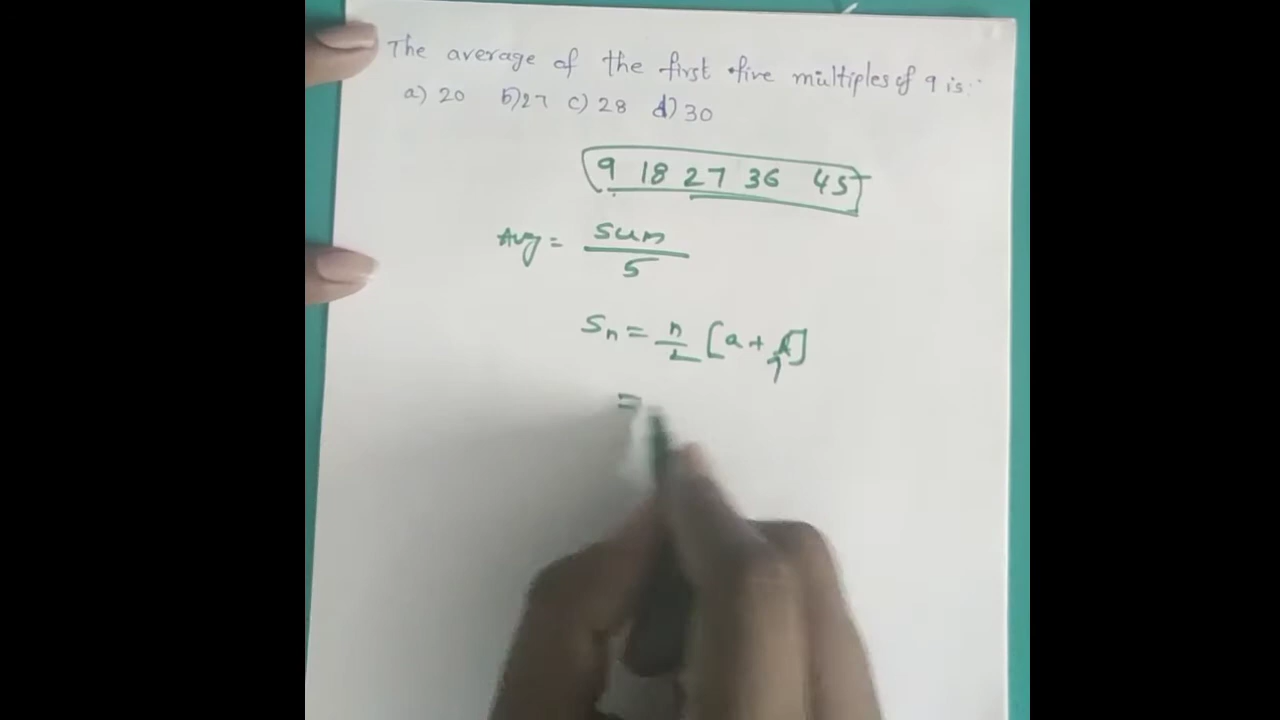 The average of the first five multiples of 9 is:
a) 20 b) 27 c) 28 d) 30
9 18 27 36 45
Avg = sum / 5
Sn = n/2 [a + l]
=